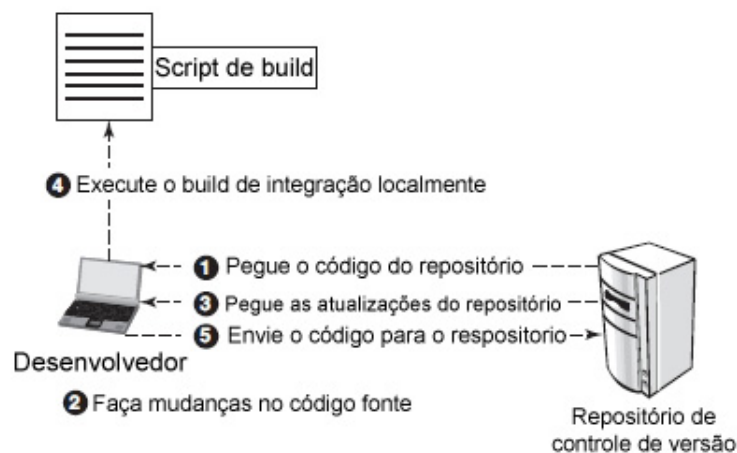 Script de build
4 Execute o build de integração localmente
1 Pegue o código do repositório
3 Pegue as atualizações do repositório
5 Envie o código para o respositorio
Desenvolvedor
2 Faça mudanças no código fonte
Repositório de
controle de versão